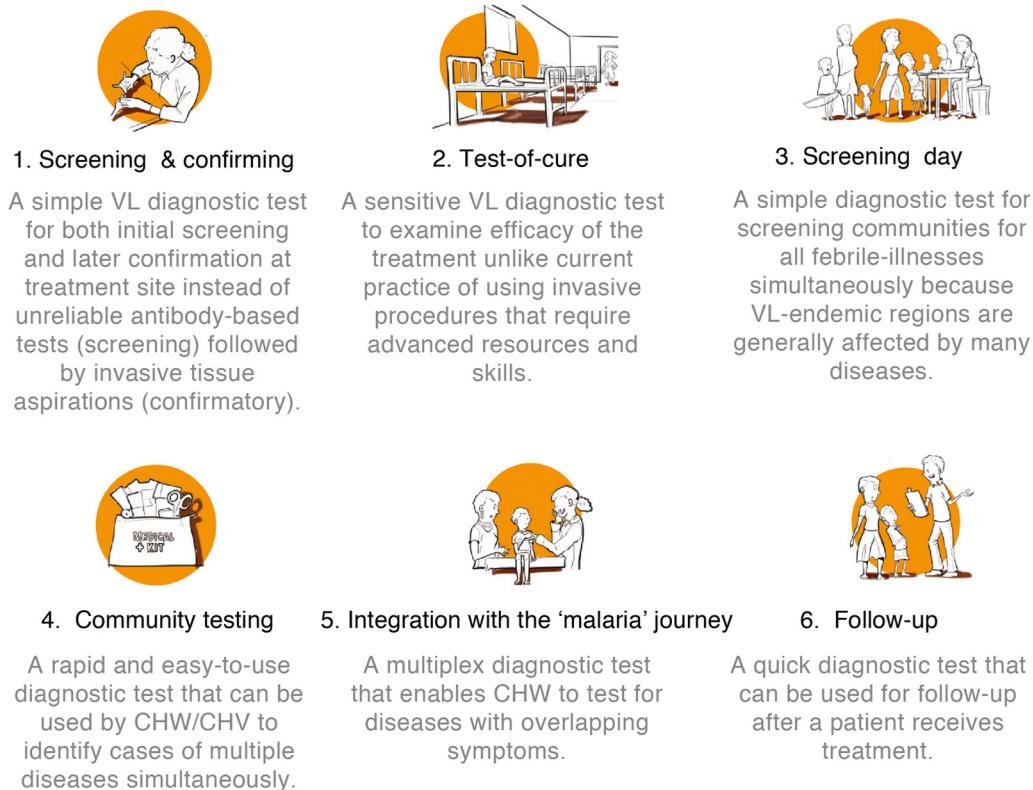 1. Screening & confirming
A simple VL diagnostic test
for both initial screening
and later confirmation at
treatment site instead of
unreliable antibody-based
tests (screening) followed
by invasive tissue
aspirations (confirmatory).
2. Test-of-cure
A sensitive VL diagnostic test
to examine efficacy of the
treatment unlike current
practice of using invasive
procedures that require
advanced resources and
skills.
3. Screening day
A simple diagnostic test for
screening communities for
all febrile-illnesses
simultaneously because
VL-endemic regions are
generally affected by many
diseases.
MEDICAL
+ KIT
4. Community testing
A rapid and easy-to-use
diagnostic test that can be
used by CHW/CHV to
identify cases of multiple
diseases simultaneously.
5. Integration with the ‘malaria’ journey
A multiplex diagnostic test
that enables CHW to test for
diseases with overlapping
symptoms.
6. Follow-up
A quick diagnostic test that
can be used for follow-up
after a patient receives
treatment.